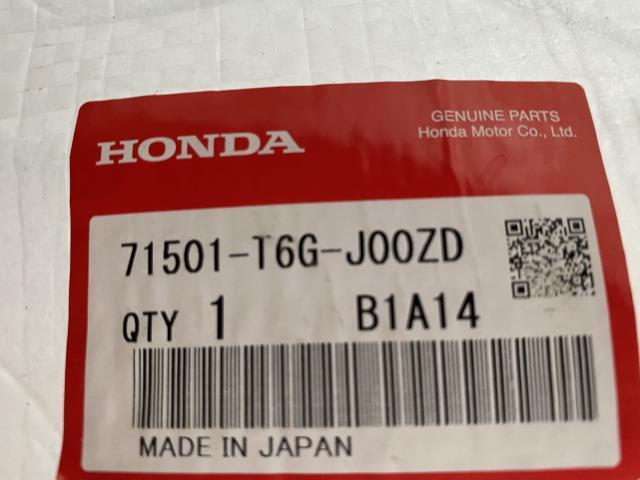 GENUINE PARTS
HONDA
Honda Motor Co., Ltd.
71501-T6G-J00ZD
QTY 1 B1A14
MADE IN JAPAN